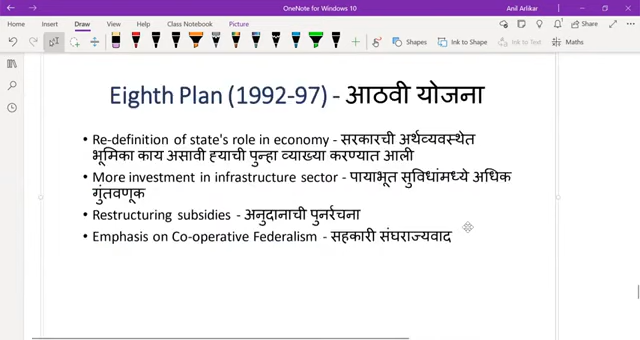 OneNote for Windows 10
Anil Arlikar
Home Insert Draw View Help Class Notebook Picture
Share
Shapes Ink to Shape Ink to Text Maths
Eighth Plan (1992-97) - आठवी योजना
• Re-definition of state's role in economy - सरकारची अर्थव्यवस्थेत
भूमिका काय असावी ह्याची पुन्हा व्याख्या करण्यात आली
• More investment in infrastructure sector - पायाभूत सुविधांमध्ये अधिक
गुंतवणूक
• Restructuring subsidies - अनुदानाची पुनर्रचना
• Emphasis on Co-operative Federalism - सहकारी संघराज्यवाद